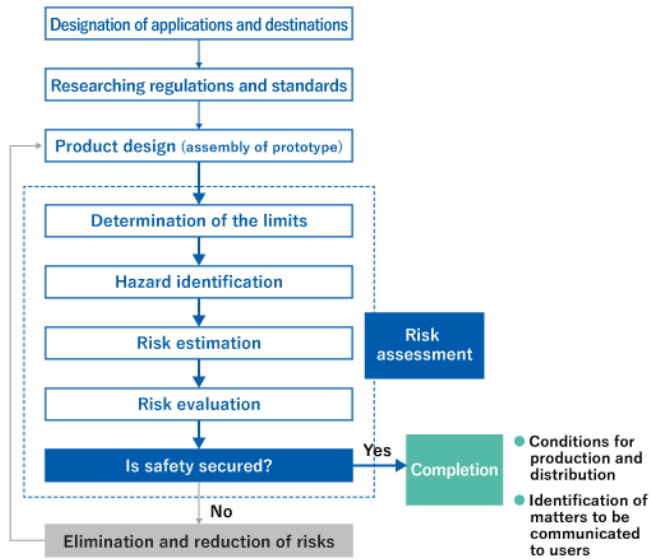 Designation of applications and destinations
Researching regulations and standards
Product design (assembly of prototype)
Determination of the limits
Hazard identification
Risk estimation
Risk
assessment
Risk evaluation
Is safety secured?
Yes
Completion
● Conditions for
production and
distribution
● Identification of
matters to be
communicated
to users
No
Elimination and reduction of risks